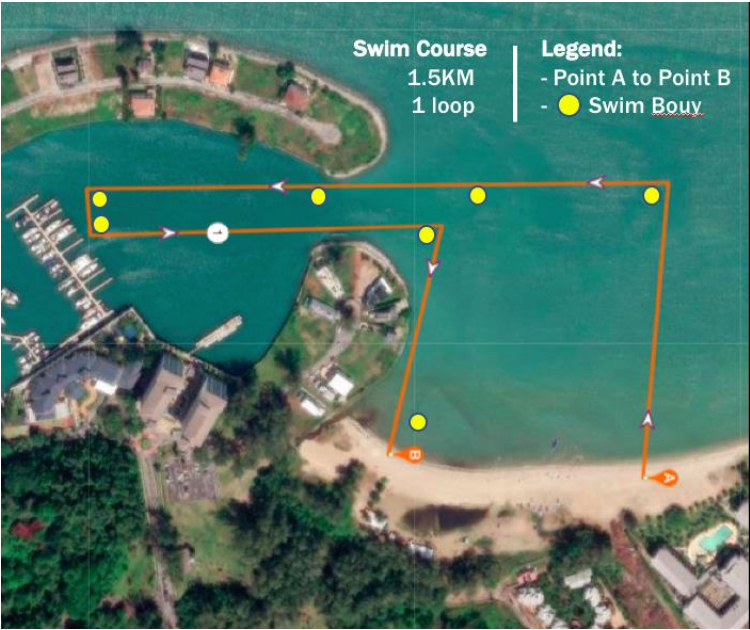 Swim Course
1.5KM
1 loop
Legend:
- Point A to Point B
- Swim Bouy
1
B
A